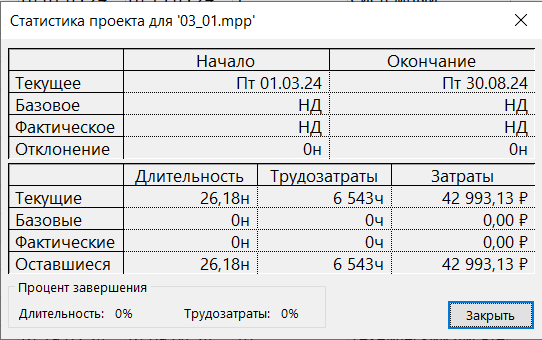 Статистика проекта для '03_01.mpp'
Начало Окончание
Текущее Пт 01.03.24 Пт 30.08.24
Базовое НД НД
Фактическое НД НД
Отклонение 0н 0н
Длительность Трудозатраты Затраты
Текущие 26,18н 6 543ч 42 993,13 ₽
Базовые 0н 0ч 0,00 ₽
Фактические 0н 0ч 0,00 ₽
Оставшиеся 26,18н 6 543ч 42 993,13 ₽
Процент завершения
Длительность: 0% Трудозатраты: 0%
Закрыть